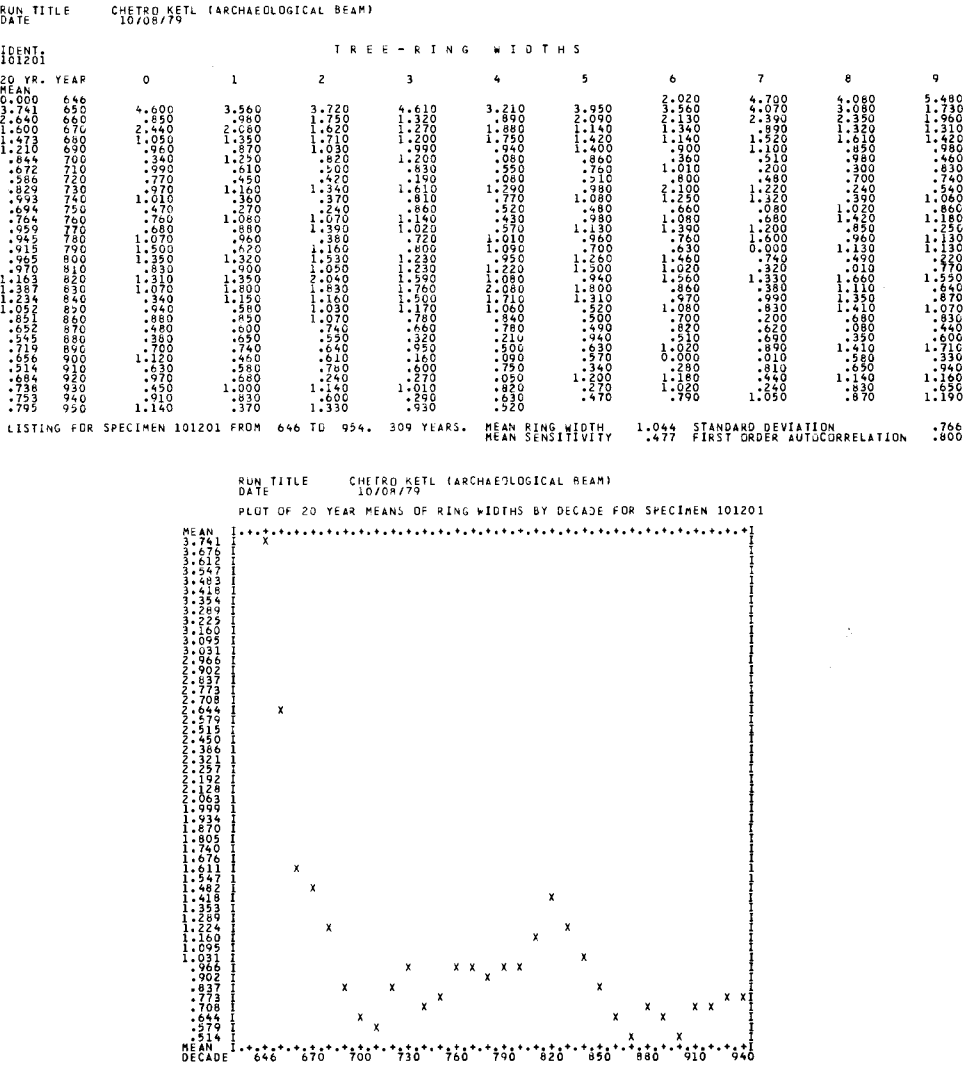 RUN TITLE CHETRO KETL (ARCHAEOLOGICAL BEAM)
DATE 10/08/79
IDENT. TREE-RING WIDTHS
101201
20 YR. YEAR 0 1 2 3 4 5 6 7 8 9
MEAN
0.000 646 2.020 4.700 4.080 5.480
3.741 650 4.600 3.560 3.720 4.610 3.210 3.950 3.560 4.070 3.080 1.730
2.640 660 .850 .980 1.750 1.320 .890 2.090 2.130 2.390 2.350 1.960
1.600 670 2.440 2.080 1.620 1.270 1.880 1.140 1.340 .890 1.320 1.310
1.473 680 1.050 1.350 1.710 1.200 1.750 1.420 1.140 1.520 1.610 1.420
1.210 690 .960 .870 1.030 .990 .940 1.400 .900 1.100 .850 .980
.844 700 .340 1.250 .820 1.200 .080 .860 .360 .510 .980 .460
.672 710 .990 .610 .500 .830 .550 .760 1.010 .200 .300 .830
.586 720 .770 .450 .420 .190 .080 .510 .800 .480 .700 .740
.829 730 .970 1.160 1.340 1.610 1.290 .980 2.100 1.220 .240 .540
.993 740 1.010 .360 .370 .810 .770 1.080 1.250 1.320 .390 1.060
.694 750 .470 .270 .240 .860 .520 .480 .660 .080 1.020 .860
.764 760 .760 1.080 1.070 1.140 .430 .980 1.080 .680 1.420 1.180
.959 770 .680 .880 1.390 1.020 .570 1.130 1.390 1.200 .850 .250
.945 780 1.070 .960 .380 .720 1.010 .960 .760 1.600 .960 1.130
.915 790 1.500 .620 1.160 .800 1.090 .700 .630 0.000 1.130 1.130
.965 800 1.350 1.320 1.530 1.230 .950 1.260 1.460 .740 .490 .220
.970 810 .830 .900 1.050 1.230 1.220 1.500 1.020 .320 .010 .770
1.163 820 1.310 1.350 2.040 1.590 1.080 .940 1.560 1.330 1.660 1.550
1.387 830 1.070 1.800 1.830 1.760 2.080 1.800 .860 .380 1.110 .640
1.234 840 .340 1.150 1.160 1.500 1.710 1.310 .970 .990 1.350 .870
1.052 850 .940 .580 1.030 1.170 1.060 .520 1.080 .830 1.410 1.070
.851 860 .880 .850 1.070 .780 .840 .500 .700 .200 .680 .830
.652 870 .480 .600 .740 .660 .780 .490 .820 .620 .080 .440
.545 880 .380 .650 .550 .320 .210 .940 .510 .690 .350 .600
.719 890 .700 .740 .640 .950 .500 .630 1.020 .890 1.410 1.710
.656 900 1.120 .460 .610 .160 .090 .570 0.000 .010 .580 .330
.514 910 .630 .580 .780 .600 .750 .340 .280 .810 .650 .940
.684 920 .970 .680 .240 .270 .050 1.200 1.180 .440 1.140 1.160
.738 930 .450 1.000 1.140 1.010 .820 .270 1.020 .240 .830 .650
.753 940 .910 .830 .600 .290 .630 .470 .790 1.050 .870 1.190
.795 950 1.140 .370 1.330 .930 .520
LISTING FOR SPECIMEN 101201 FROM 646 TO 954. 309 YEARS. MEAN RING WIDTH 1.044 STANDARD DEVIATION .766
MEAN SENSITIVITY .477 FIRST ORDER AUTOCORRELATION .800
RUN TITLE CHETRO KETL (ARCHAEOLOGICAL BEAM)
DATE 10/08/79
PLOT OF 20 YEAR MEANS OF RING WIDTHS BY DECADE FOR SPECIMEN 101201
MEAN
3.741
3.676
3.612
3.547
3.483
3.418
3.354
3.289
3.225
3.160
3.095
3.031
2.966
2.902
2.837
2.773
2.708
2.644
2.579
2.515
2.450
2.386
2.321
2.257
2.192
2.128
2.063
1.999
1.934
1.870
1.805
1.740
1.676
1.611
1.547
1.482
1.418
1.353
1.289
1.224
1.160
1.095
1.031
.966
.902
.837
.773
.708
.644
.579
.514
MEAN
DECADE 646 670 700 730 760 790 820 850 880 910 940